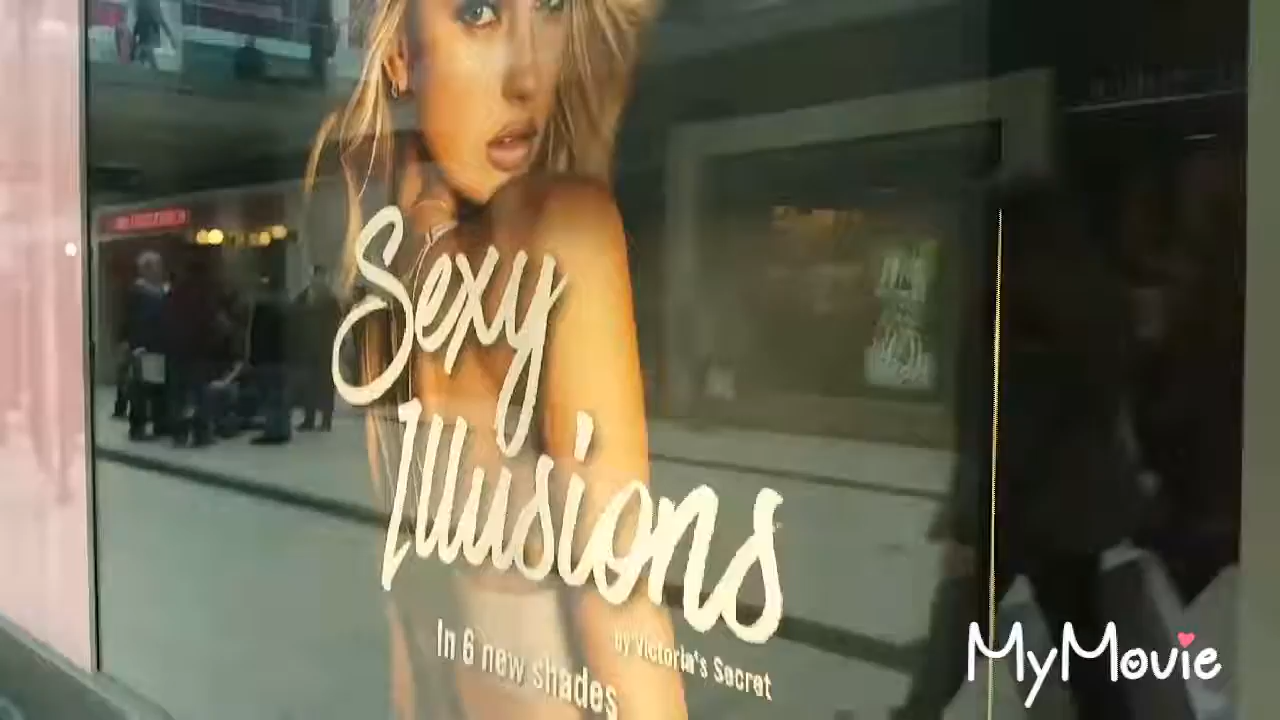 Sexy
Illusions
by Victoria's Secret
In 6 new shades
MyMovie